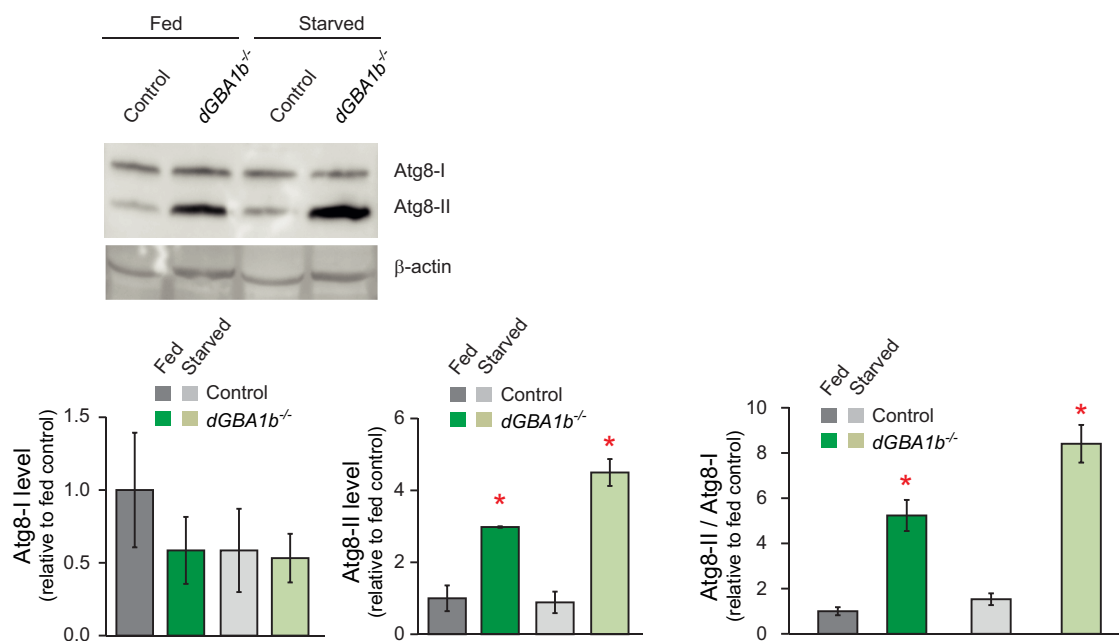 Fed Starved
Control dGBA1b-/- Control dGBA1b-/-
Atg8-I
Atg8-II
β-actin
Fed Starved
Control
dGBA1b-/-
Atg8-I level
(relative to fed control)
1.5
1.0
0.5
0.0
Fed Starved
Control
dGBA1b-/-
Atg8-II level
(relative to fed control)
6
4
2
0
* *
Fed Starved
Control
dGBA1b-/-
Atg8-II / Atg8-I
(relative to fed control)
10
8
6
4
2
0
* *